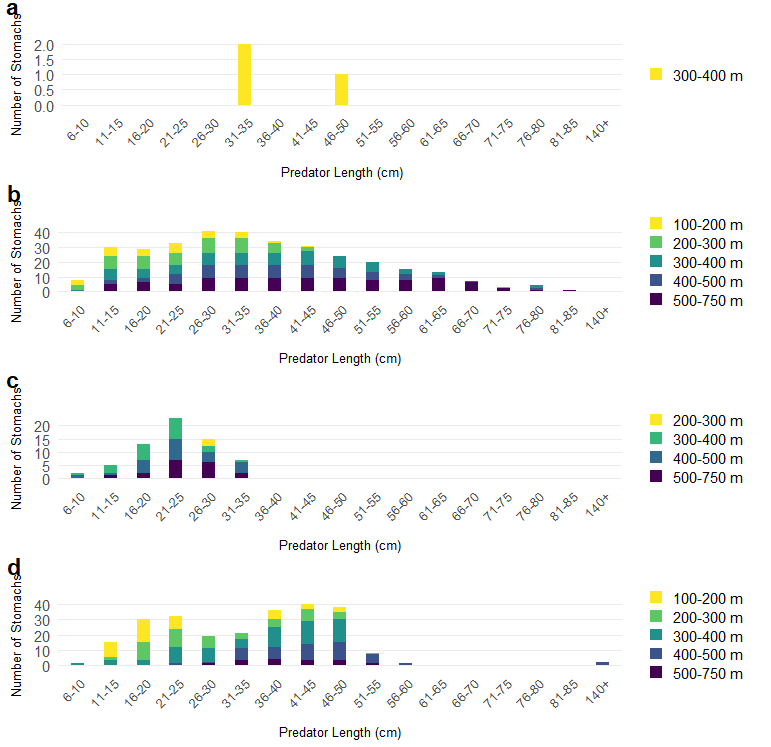 a
Number of Stomachs
2.0
1.5
1.0
0.5
0.0
6-10 11-15 16-20 21-25 26-30 31-35 36-40 41-45 46-50 51-55 56-60 61-65 66-70 71-75 76-80 81-85 140+
Predator Length (cm)
300-400 m
b
Number of Stomachs
40
30
20
10
0
6-10 11-15 16-20 21-25 26-30 31-35 36-40 41-45 46-50 51-55 56-60 61-65 66-70 71-75 76-80 81-85 140+
Predator Length (cm)
100-200 m
200-300 m
300-400 m
400-500 m
500-750 m
c
Number of Stomachs
20
15
10
5
0
6-10 11-15 16-20 21-25 26-30 31-35 36-40 41-45 46-50 51-55 56-60 61-65 66-70 71-75 76-80 81-85 140+
Predator Length (cm)
200-300 m
300-400 m
400-500 m
500-750 m
d
Number of Stomachs
40
30
20
10
0
6-10 11-15 16-20 21-25 26-30 31-35 36-40 41-45 46-50 51-55 56-60 61-65 66-70 71-75 76-80 81-85 140+
Predator Length (cm)
100-200 m
200-300 m
300-400 m
400-500 m
500-750 m